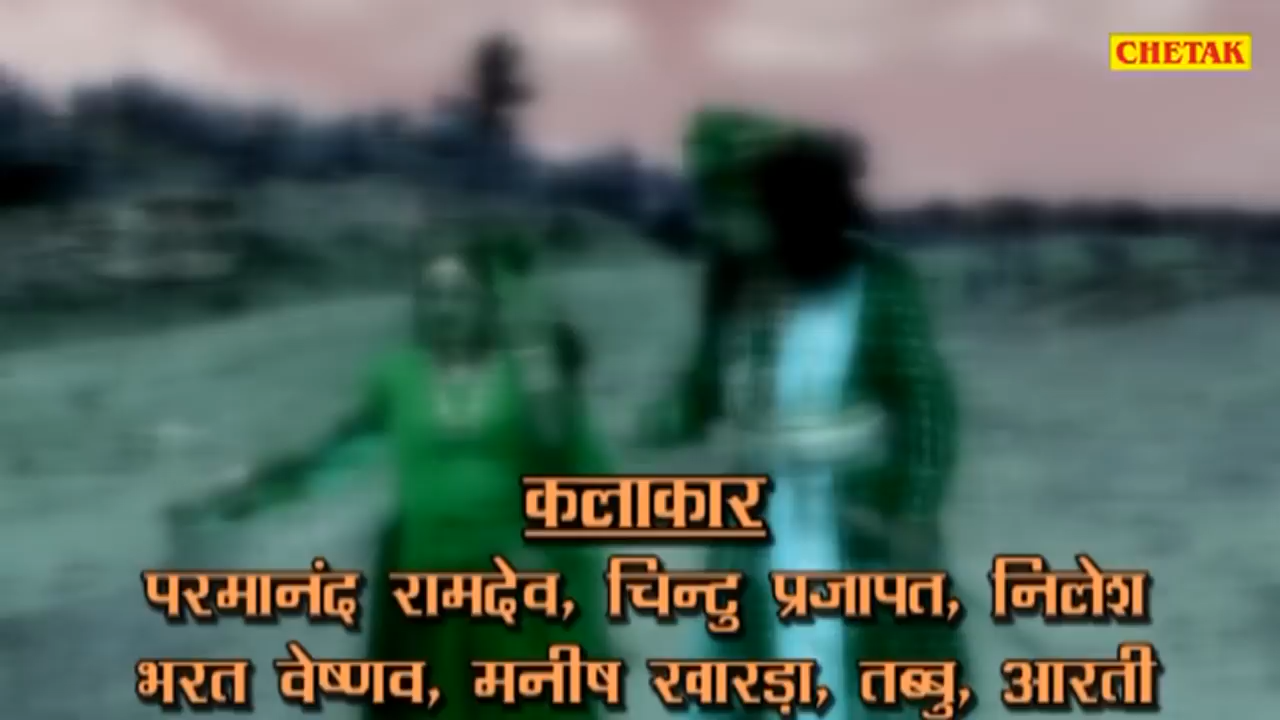 CHETAK
कलाकार
परमानंद रामदेव, चिन्टु प्रजापत, निलेश
भरत वेष्णव, मनीष खारड़ा, तब्बु, आरती